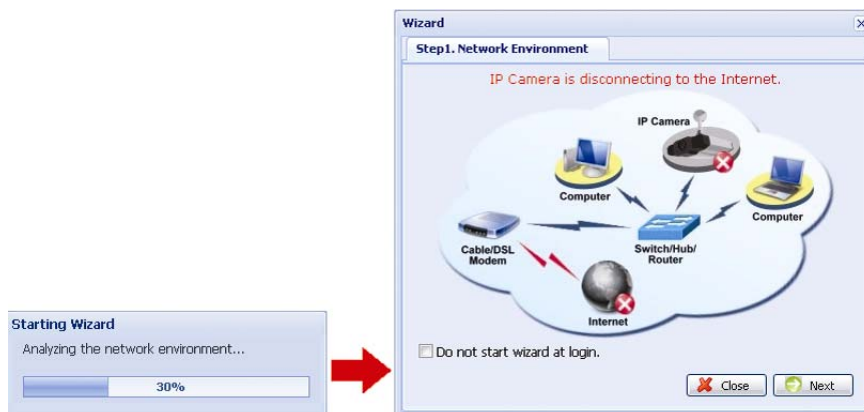 Starting Wizard
Analyzing the network environment...
30%
Wizard
Step1. Network Environment
IP Camera is disconnecting to the Internet.
IP Camera
Computer
Computer
Cable/DSL
Modem
Switch/Hub/
Router
Internet
Do not start wizard at login.
Close
Next